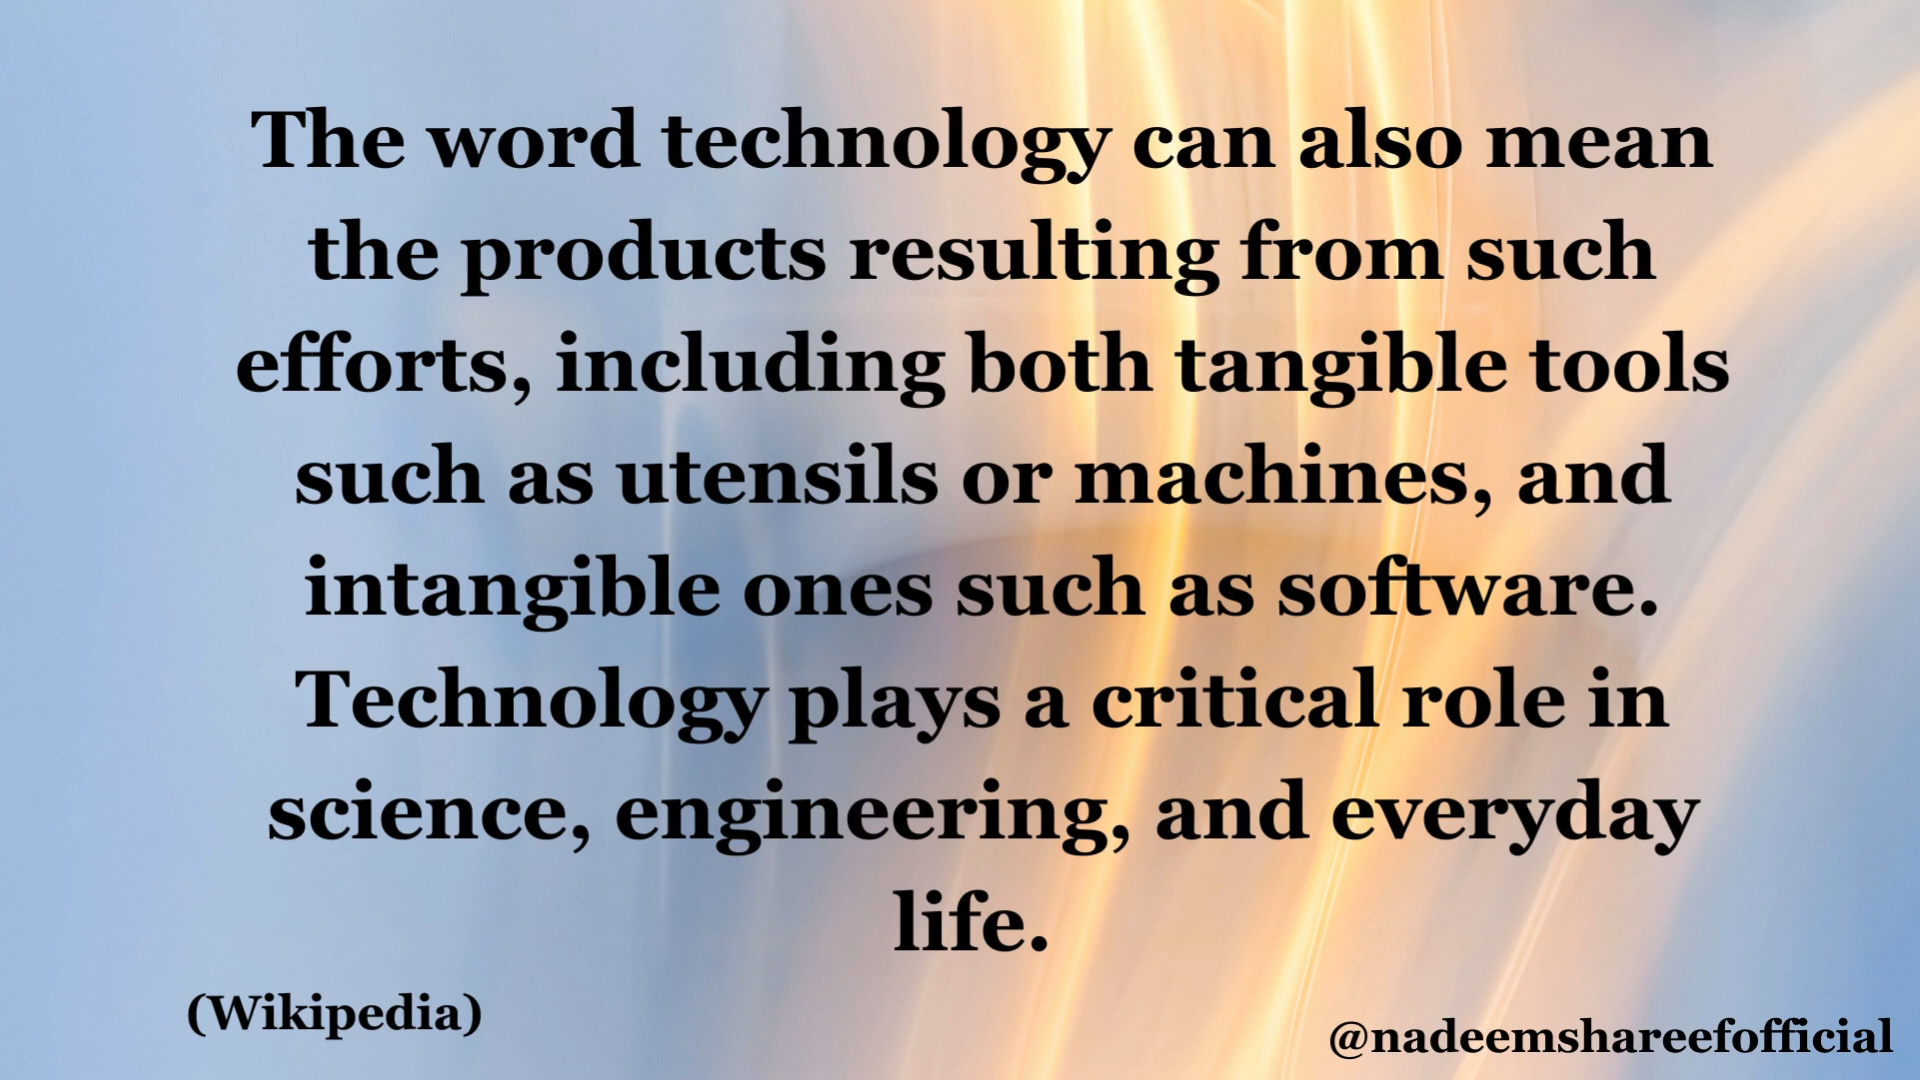 The word technology can also mean
the products resulting from such
efforts, including both tangible tools
such as utensils or machines, and
intangible ones such as software.
Technology plays a critical role in
science, engineering, and everyday
life.
(Wikipedia)
@nadeemshareefofficial